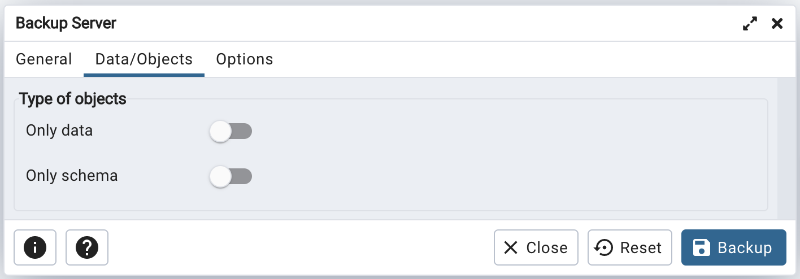 Backup Server
General Data/Objects Options
Type of objects
Only data
Only schema
Close Reset Backup